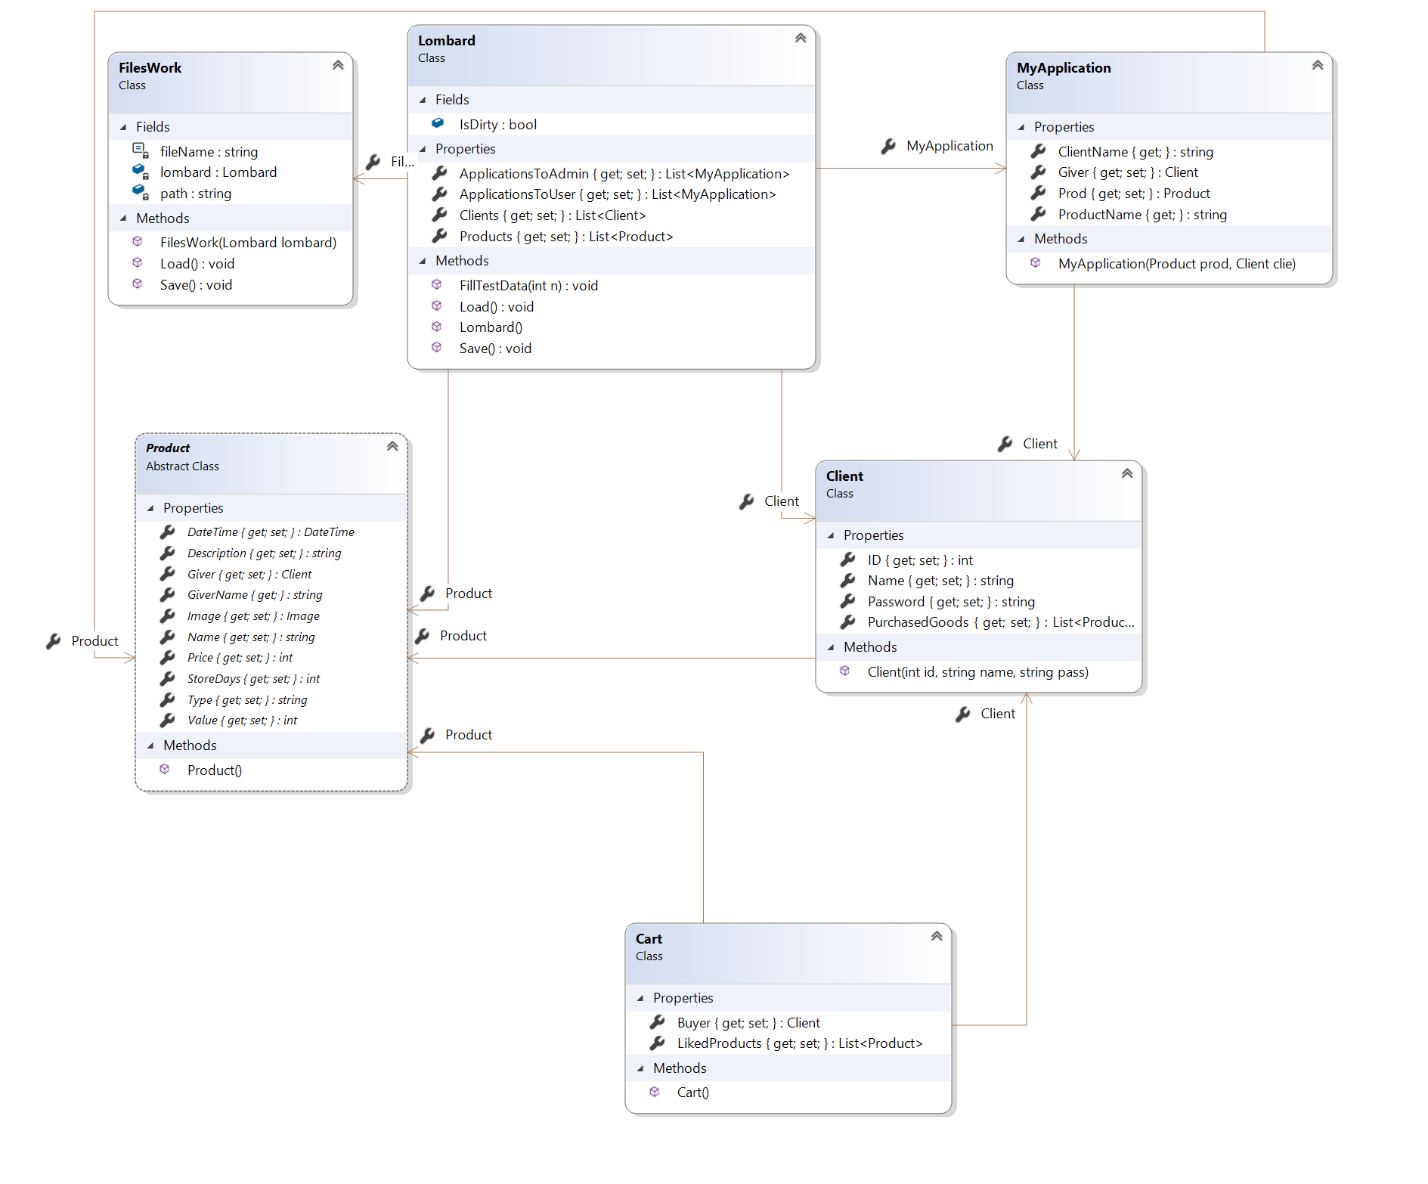 FilesWork
Class
Fields
fileName : string
lombard : Lombard
path : string
Methods
FilesWork(Lombard lombard)
Load() : void
Save() : void
Fil...
Lombard
Class
Fields
IsDirty : bool
Properties
ApplicationsToAdmin { get; set; } : List<MyApplication>
ApplicationsToUser { get; set; } : List<MyApplication>
Clients { get; set; } : List<Client>
Products { get; set; } : List<Product>
Methods
FillTestData(int n) : void
Load() : void
Lombard()
Save() : void
MyApplication
MyApplication
Class
Properties
ClientName { get; } : string
Giver { get; set; } : Client
Prod { get; set; } : Product
ProductName { get; } : string
Methods
MyApplication(Product prod, Client clie)
Client
Client
Product
Product
Product
Product
Product
Abstract Class
Properties
DateTime { get; set; } : DateTime
Description { get; set; } : string
Giver { get; set; } : Client
GiverName { get; } : string
Image { get; set; } : Image
Name { get; set; } : string
Price { get; set; } : int
StoreDays { get; set; } : int
Type { get; set; } : string
Value { get; set; } : int
Methods
Product()
Client
Class
Properties
ID { get; set; } : int
Name { get; set; } : string
Password { get; set; } : string
PurchasedGoods { get; set; } : List<Produc...
Methods
Client(int id, string name, string pass)
Client
Cart
Class
Properties
Buyer { get; set; } : Client
LikedProducts { get; set; } : List<Product>
Methods
Cart()